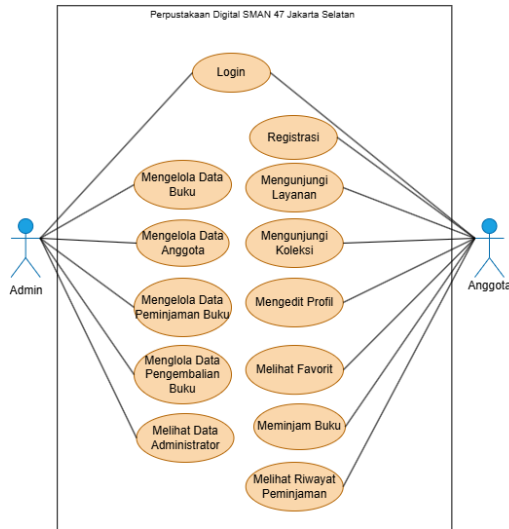 Perpustakaan Digital SMAN 47 Jakarta Selatan
Login
Registrasi
Mengelola Data
Buku
Mengunjungi
Layanan
Mengelola Data
Anggota
Mengunjungi
Koleksi
Admin
Anggota
Mengelola Data
Peminjaman Buku
Mengedit Profil
Menglola Data
Pengembalian
Buku
Melihat Favorit
Melihat Data
Administrator
Meminjam Buku
Melihat Riwayat
Peminjaman